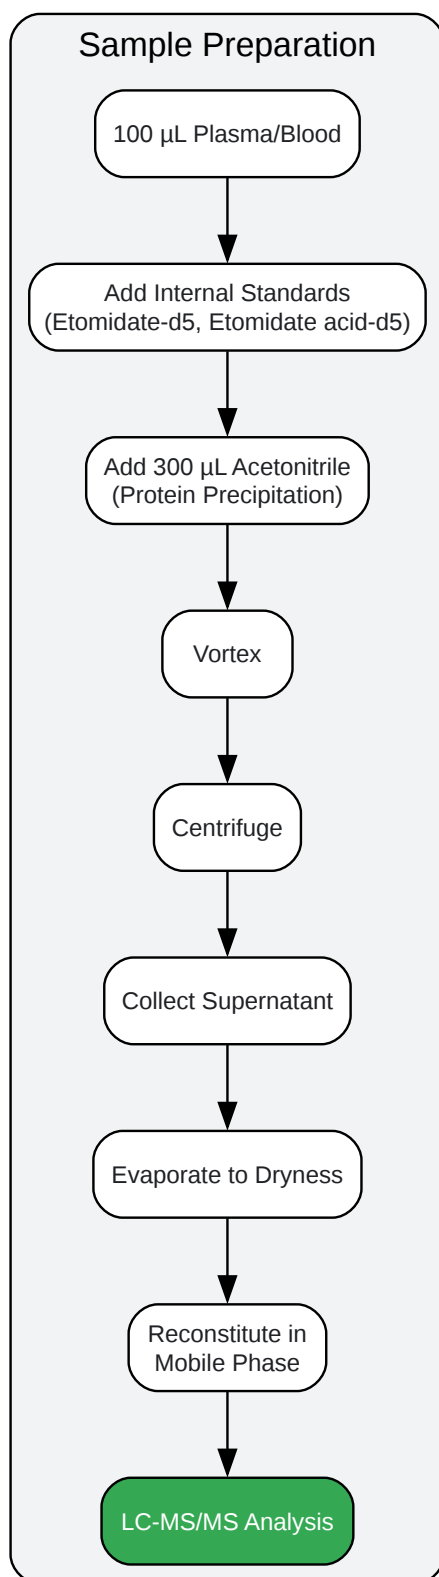 Sample Preparation
100 µL Plasma/Blood
Add Internal Standards
(Etomidate-d5, Etomidate acid-d5)
Add 300 µL Acetonitrile
(Protein Precipitation)
Vortex
Centrifuge
Collect Supernatant
Evaporate to Dryness
Reconstitute in
Mobile Phase
LC-MS/MS Analysis